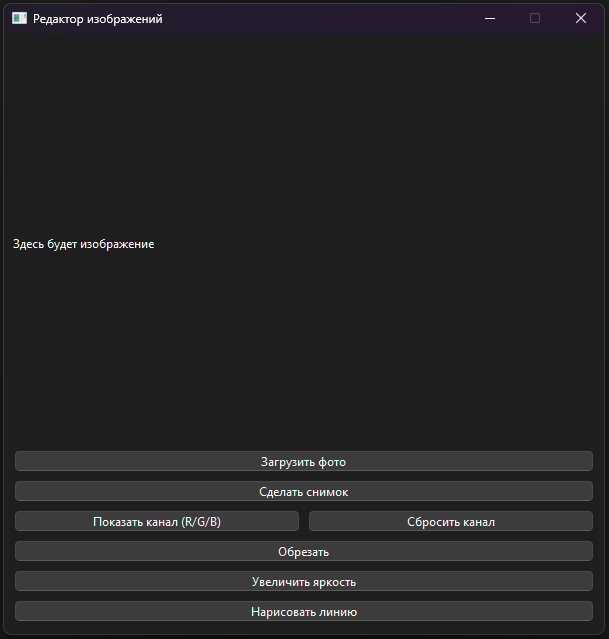 Редактор изображений
Здесь будет изображение
Загрузить фото
Сделать снимок
Показать канал (R/G/B) Сбросить канал
Обрезать
Увеличить яркость
Нарисовать линию